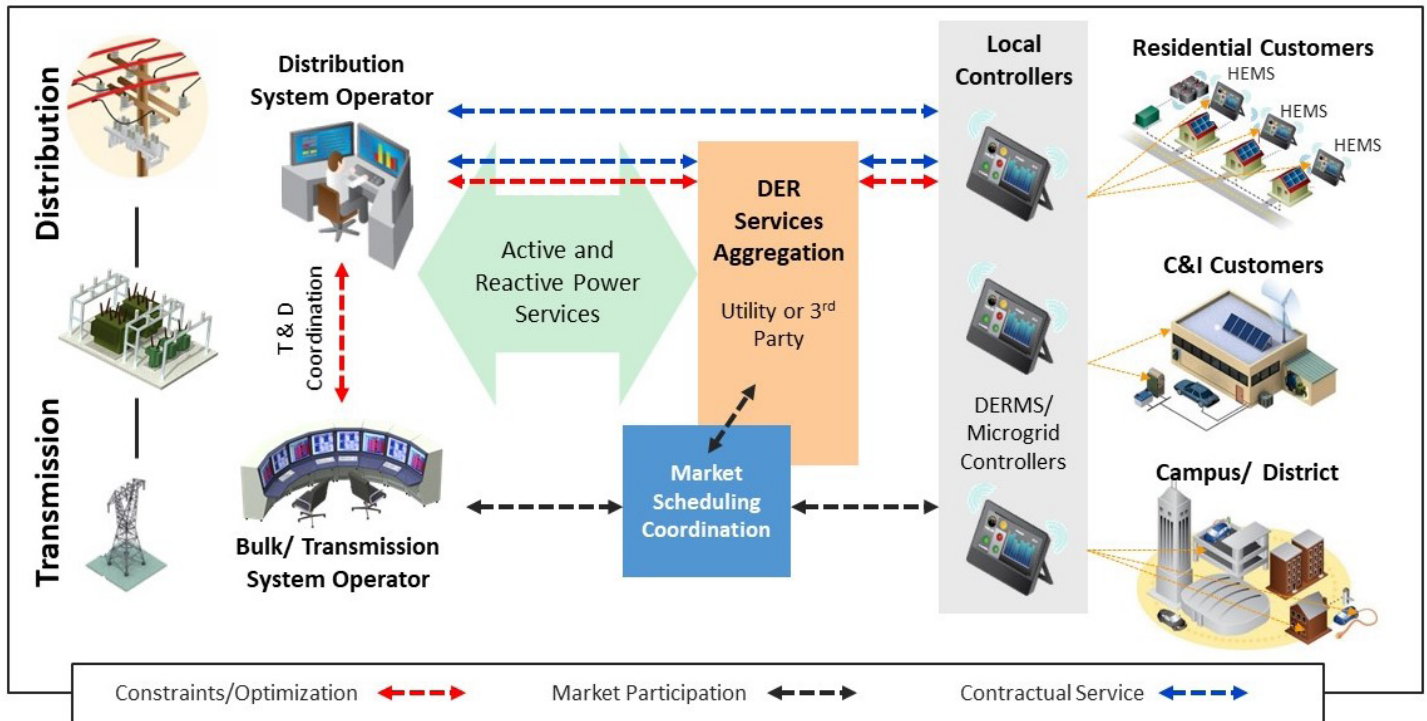 Distribution
Transmission
Distribution
System Operator
T & D
Coordination
Bulk/ Transmission
System Operator
Active and
Reactive Power
Services
DER
Services
Aggregation
Utility or 3rd
Party
Market
Scheduling
Coordination
Local
Controllers
DERMS/
Microgrid
Controllers
Residential Customers
HEMS
HEMS
HEMS
C&I Customers
Campus/ District
Constraints/Optimization
Market Participation
Contractual Service